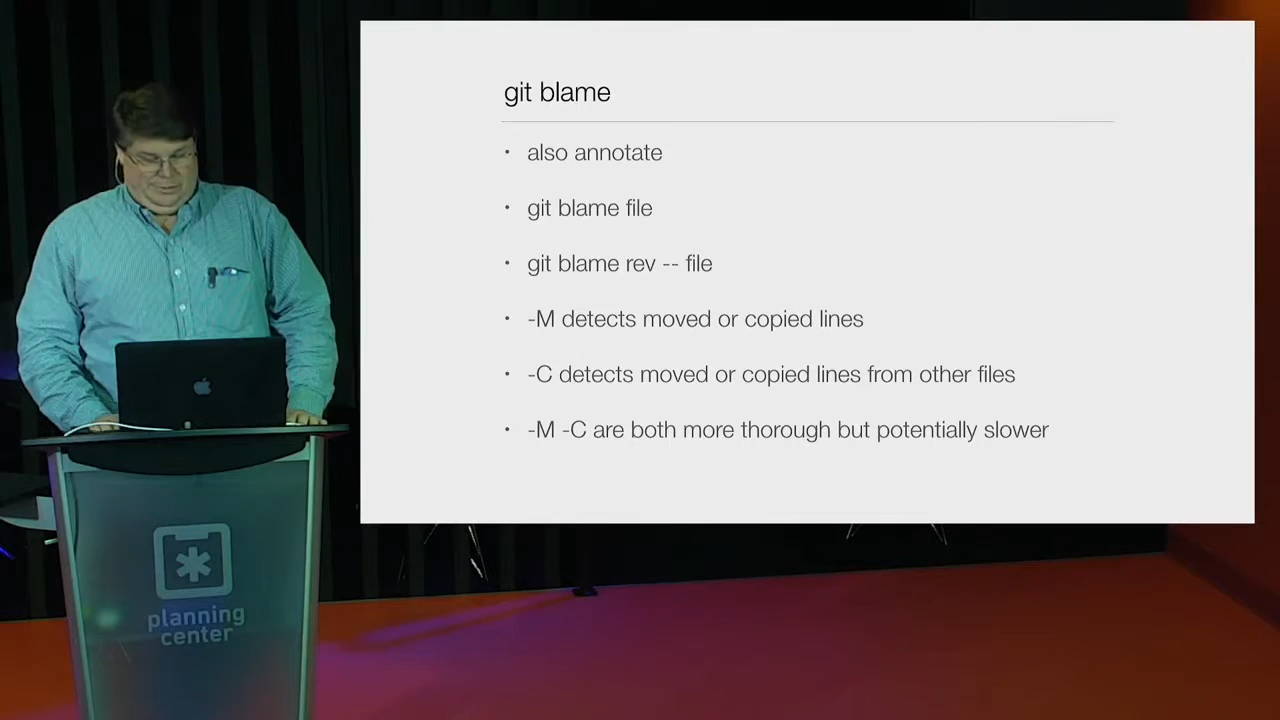 git blame
• also annotate
• git blame file
• git blame rev -- file
• -M detects moved or copied lines
• -C detects moved or copied lines from other files
• -M -C are both more thorough but potentially slower
planning
center